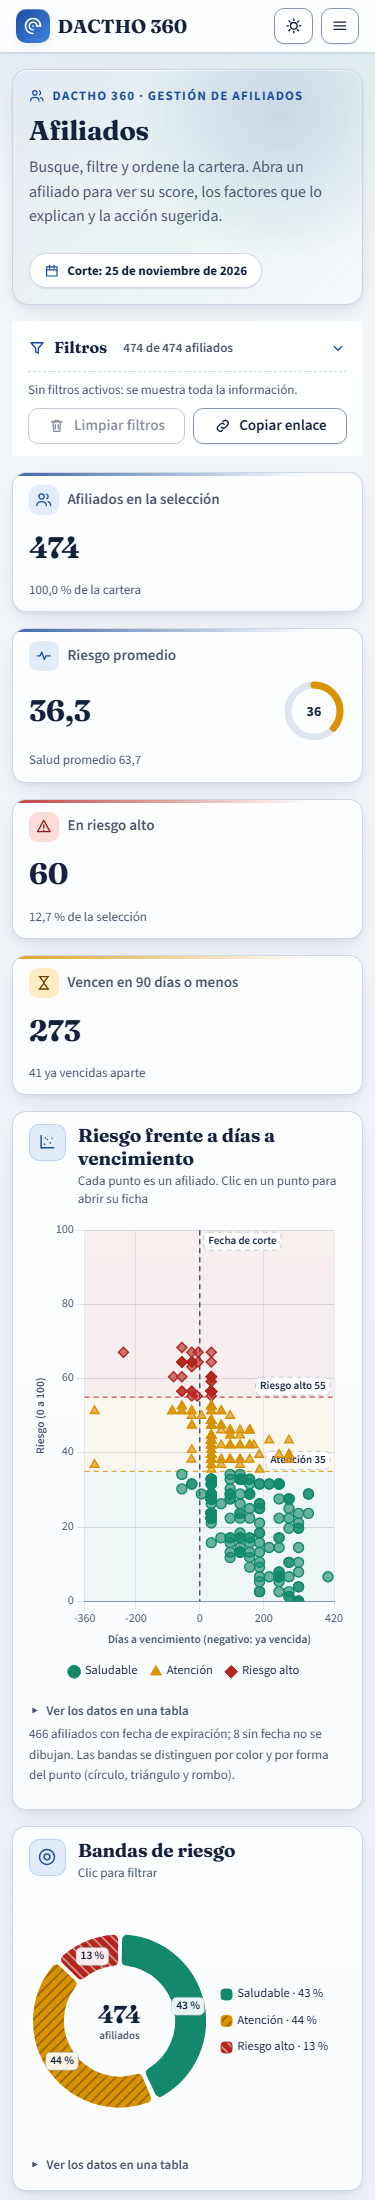 DACTHO 360
DACTHO 360 · GESTIÓN DE AFILIADOS
Afiliados
Busque, filtre y ordene la cartera. Abra un
afiliado para ver su score, los factores que lo
explican y la acción sugerida.
Corte: 25 de noviembre de 2026
Filtros 474 de 474 afiliados
Sin filtros activos: se muestra toda la información.
Limpiar filtros Copiar enlace
Afiliados en la selección
474
100,0 % de la cartera
Riesgo promedio
36,3
36
Salud promedio 63,7
En riesgo alto
60
12,7 % de la selección
Vencen en 90 días o menos
273
41 ya vencidas aparte
Riesgo frente a días a
vencimiento
Cada punto es un afiliado. Clic en un punto para
abrir su ficha
100
Fecha de corte
80
60
Riesgo alto 55
Riesgo (0 a 100)
40
Atención 35
20
0
-360 -200 0 200 420
Días a vencimiento (negativo: ya vencida)
Saludable Atención Riesgo alto
Ver los datos en una tabla
466 afiliados con fecha de expiración; 8 sin fecha no se
dibujan. Las bandas se distinguen por color y por forma
del punto (círculo, triángulo y rombo).
Bandas de riesgo
Clic para filtrar
13 %
43 %
44 %
474
afiliados
Saludable · 43 %
Atención · 44 %
Riesgo alto · 13 %
Ver los datos en una tabla